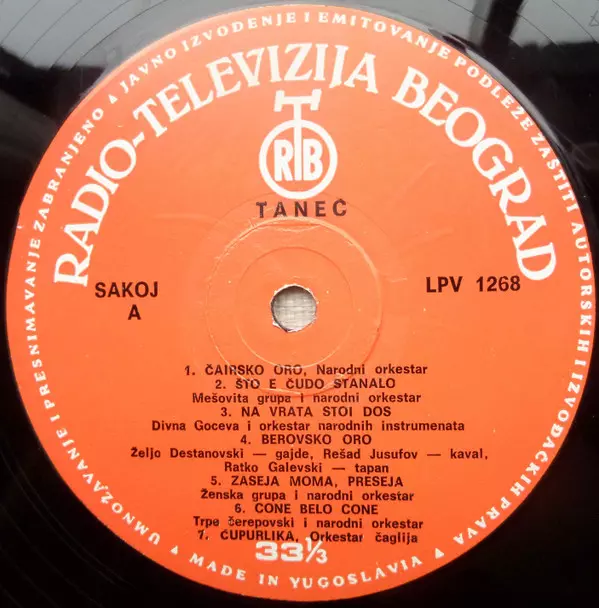 UMNOŽAVANJE I PRESNIMAVANJE ZABRANJENO ▲ JAVNO IZVOĐENJE I EMITOVANJE PODLEŽE ZAŠTITI AUTORSKIH I IZVOĐAČKIH PRAVA
RADIO-TELEVIZIJA BEOGRAD
RTB
TANEC
SAKOJ
A
LPV 1268
1. ČAIRSKO ORO, Narodni orkestar
2. ŠTO E ČUDO STANALO
Mešovita grupa i narodni orkestar
3. NA VRATA STOI DOS
Divna Goceva i orkestar narodnih instrumenata
4. BEROVSKO ORO
Željo Destanovski — gajde, Rešad Jusufov — kaval,
Ratko Galevski — tapan
5. ZASEJA MOMA, PRESEJA
Ženska grupa i narodni orkestar
6. CONE BELO CONE
Trpe Čerepovski i narodni orkestar
7. ĆUPURLIKA, Orkestar čaglija
33⅓
▲ MADE IN YUGOSLAVIA ▲